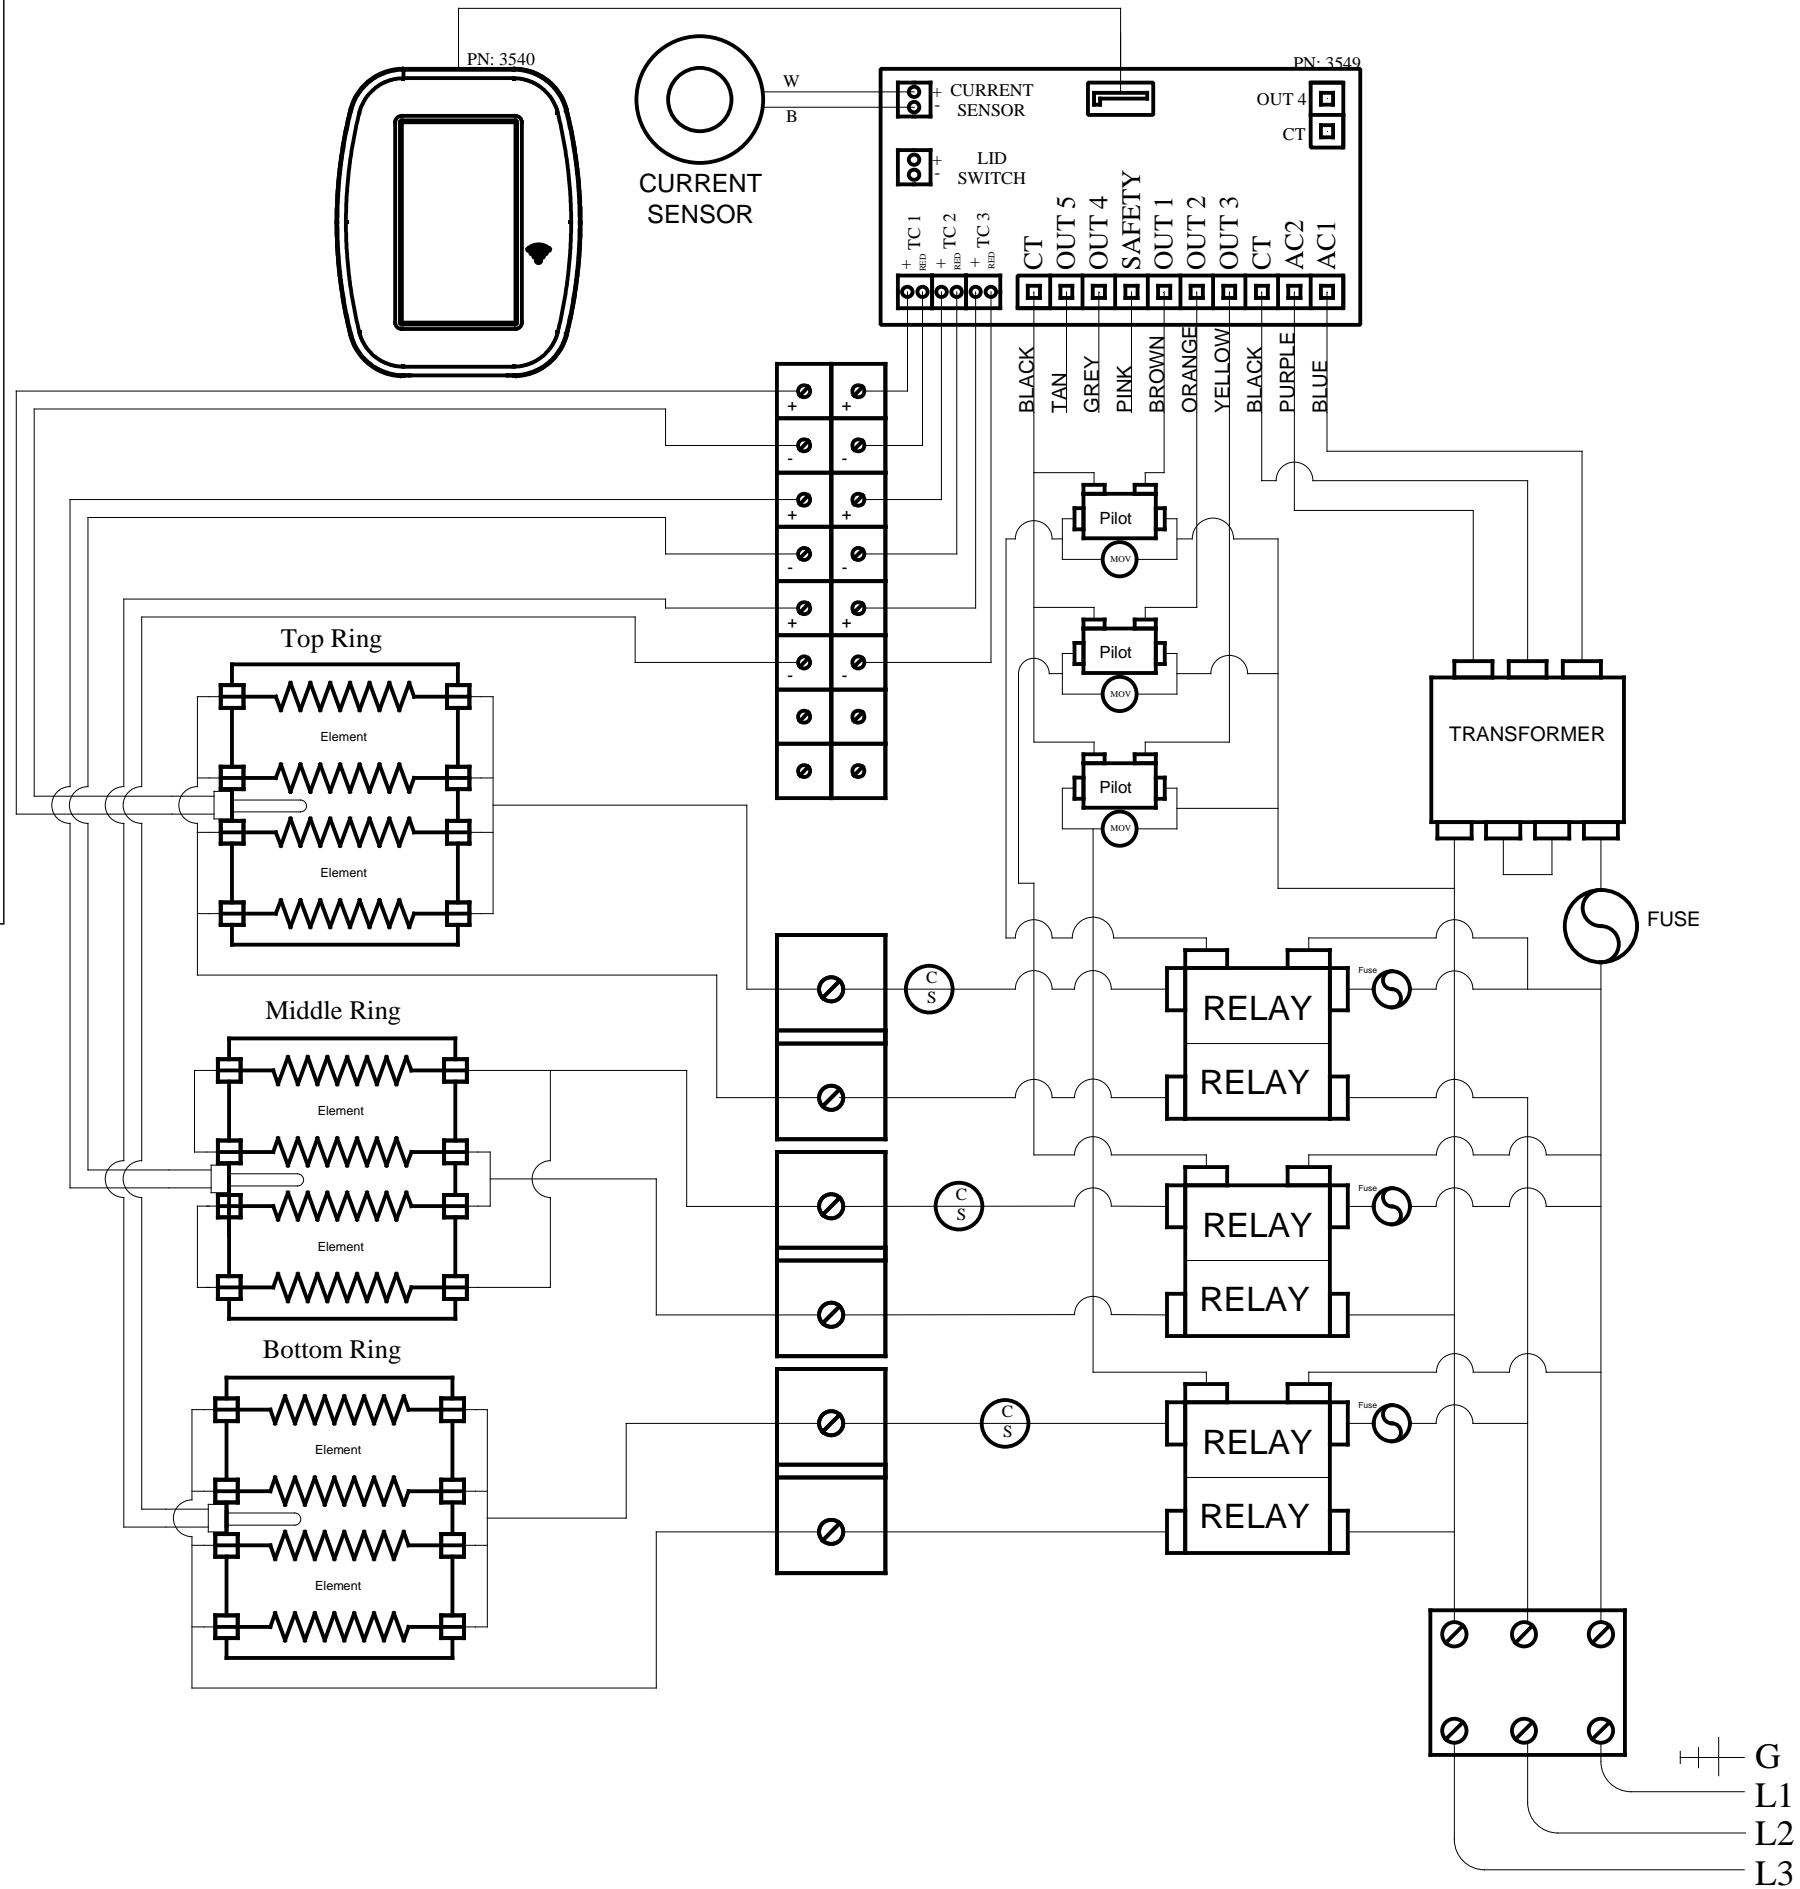 PN: 3540
PN: 3549
W
B
CURRENT
SENSOR
+
-
CURRENT
SENSOR
+
-
LID
SWITCH
OUT 4
CT
+
TC 1
RED
+
TC 2
RED
+
TC 3
RED
CT
OUT 5
OUT 4
SAFETY
OUT 1
OUT 2
OUT 3
CT
AC2
AC1
BLACK
TAN
GREY
PINK
BROWN
ORANGE
YELLOW
BLACK
PURPLE
BLUE
+ +
- -
+ +
- -
+ +
- -
Pilot
MOV
Pilot
MOV
Pilot
MOV
TRANSFORMER
FUSE
Top Ring
Element
Element
Middle Ring
Element
Element
Bottom Ring
Element
Element
C
S
RELAY
RELAY
Fuse
C
S
RELAY
RELAY
Fuse
C
S
RELAY
RELAY
Fuse
G
L1
L2
L3